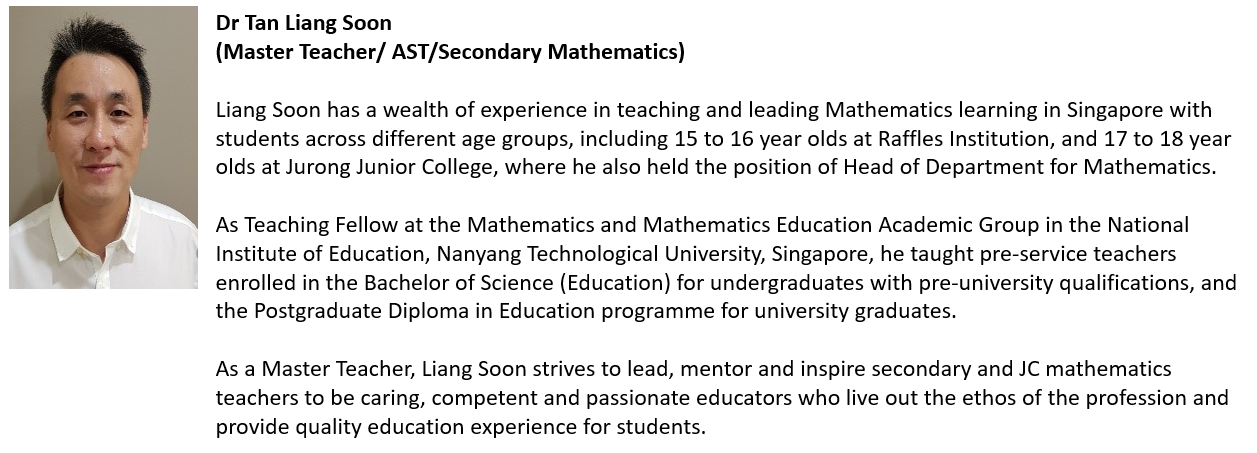 Dr Tan Liang Soon
(Master Teacher/ AST/Secondary Mathematics)
Liang Soon has a wealth of experience in teaching and leading Mathematics learning in Singapore with
students across different age groups, including 15 to 16 year olds at Raffles Institution, and 17 to 18 year
olds at Jurong Junior College, where he also held the position of Head of Department for Mathematics.
As Teaching Fellow at the Mathematics and Mathematics Education Academic Group in the National
Institute of Education, Nanyang Technological University, Singapore, he taught pre-service teachers
enrolled in the Bachelor of Science (Education) for undergraduates with pre-university qualifications, and
the Postgraduate Diploma in Education programme for university graduates.
As a Master Teacher, Liang Soon strives to lead, mentor and inspire secondary and JC mathematics
teachers to be caring, competent and passionate educators who live out the ethos of the profession and
provide quality education experience for students.